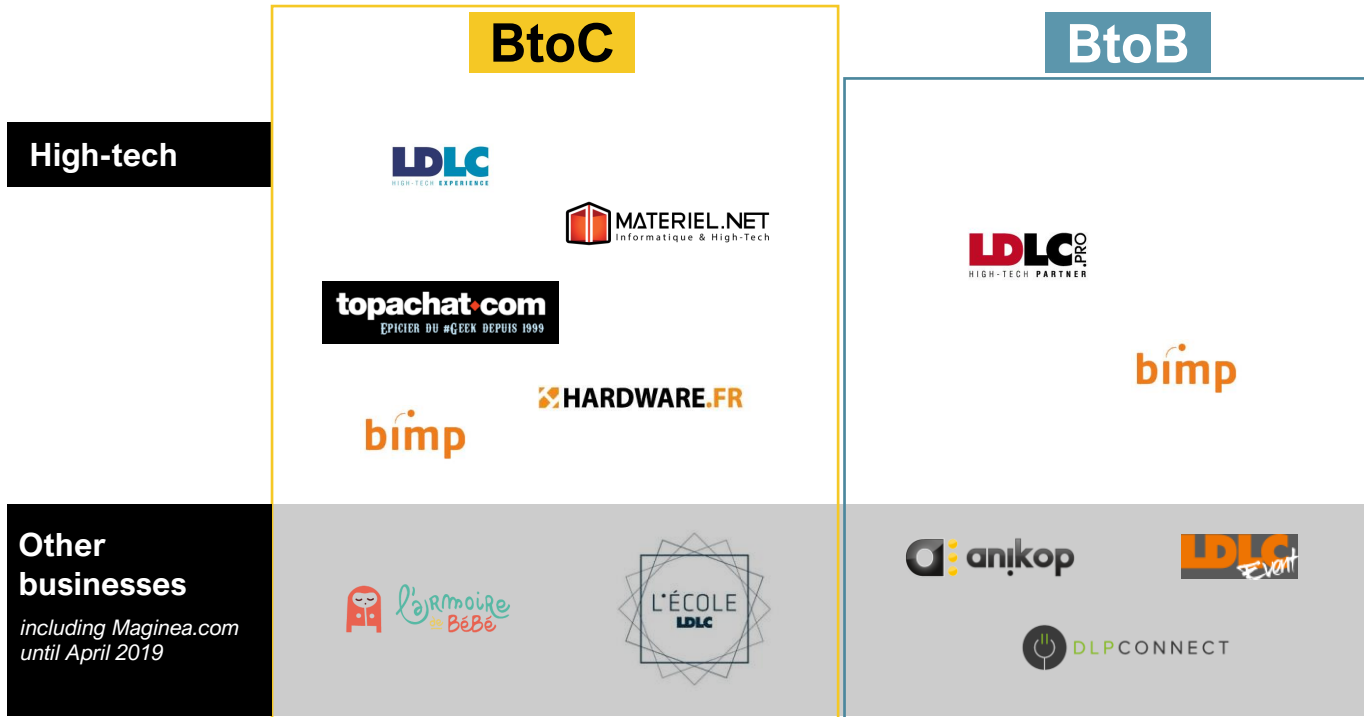 BtoC
BtoB
High-tech
LDLC
HIGH-TECH EXPERIENCE
MATERIEL.NET
Informatique & High-Tech
LDLC.PRO
HIGH-TECH PARTNER
topachat.com
EPICIER DU #GEEK DEPUIS 1999
bimp
HARDWARE.FR
bimp
Other
businesses
including Maginea.com
until April 2019
l'aRmoiRe
de BéBé
L'ÉCOLE
LDLC
anikop
LDLC
Event
DLPCONNECT